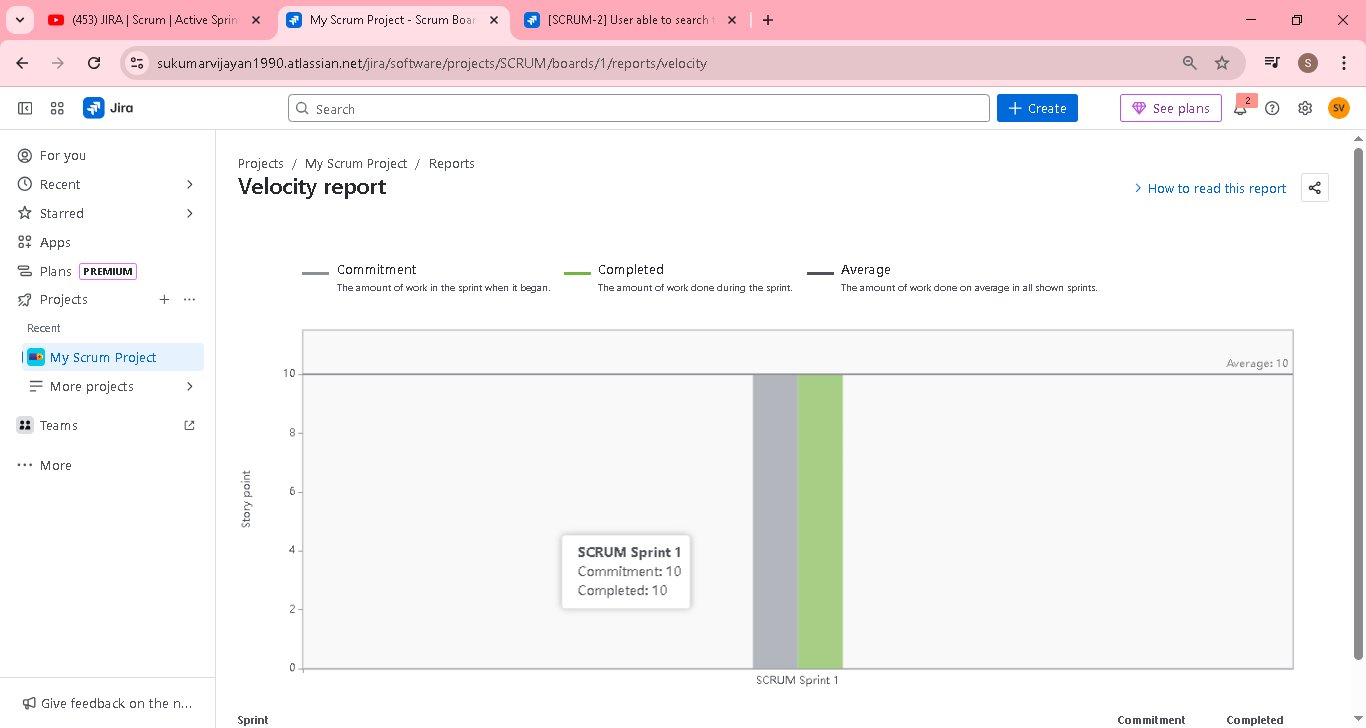 (453) JIRA | Scrum | Active Sprin
My Scrum Project - Scrum Boar
[SCRUM-2] User able to search
sukumarvijayan1990.atlassian.net/jira/software/projects/SCRUM/boards/1/reports/velocity
S
Jira
Search
Create
See plans
2
SV
For you
Recent
Starred
Apps
Plans PREMIUM
Projects
Recent
My Scrum Project
More projects
Teams
More
Give feedback on the n...
Projects / My Scrum Project / Reports
Velocity report
How to read this report
Commitment
The amount of work in the sprint when it began.
Completed
The amount of work done during the sprint.
Average
The amount of work done on average in all shown sprints.
Average: 10
10
8
6
4
2
0
Story point
SCRUM Sprint 1
Commitment: 10
Completed: 10
SCRUM Sprint 1
Sprint Commitment Completed